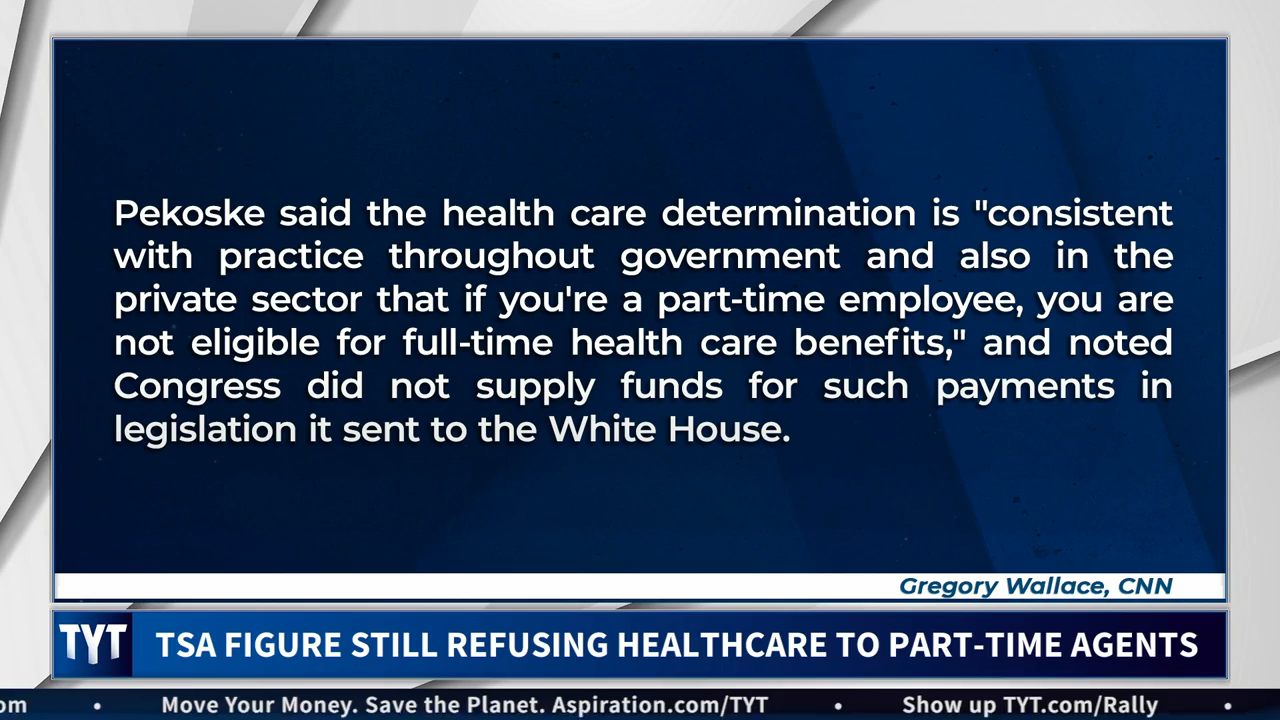 Pekoske said the health care determination is "consistent
with practice throughout government and also in the
private sector that if you're a part-time employee, you are
not eligible for full-time health care benefits," and noted
Congress did not supply funds for such payments in
legislation it sent to the White House.
Gregory Wallace, CNN
TYT TSA FIGURE STILL REFUSING HEALTHCARE TO PART-TIME AGENTS
om • Move Your Money. Save the Planet. Aspiration.com/TYT • Show up TYT.com/Rally •